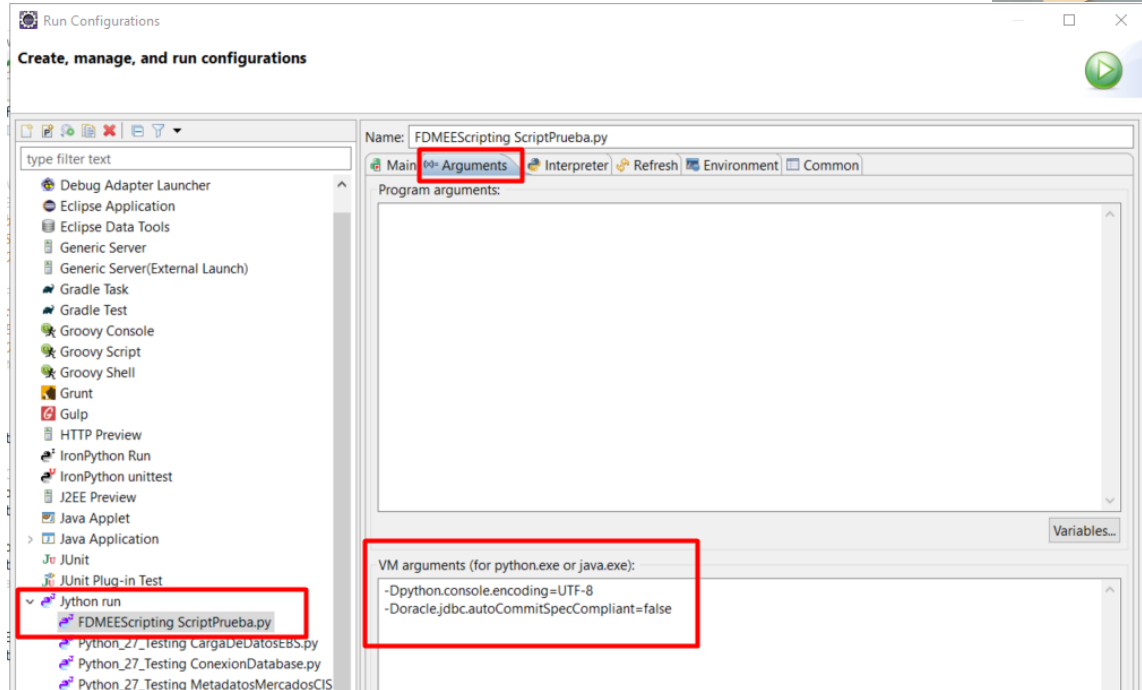 Run Configurations
Create, manage, and run configurations
type filter text
Debug Adapter Launcher
Eclipse Application
Eclipse Data Tools
Generic Server
Generic Server(External Launch)
Gradle Task
Gradle Test
Groovy Console
Groovy Script
Groovy Shell
Grunt
Gulp
HTTP Preview
IronPython Run
IronPython unittest
J2EE Preview
Java Applet
Java Application
JUnit
JUnit Plug-in Test
Jython run
FDMEEScripting ScriptPrueba.py
Python_27_Testing CargaDeDatosEBS.py
Python_27_Testing ConexionDatabase.py
Python_27_Testing MetadatosMercadosCIS
Name: FDMEEScripting ScriptPrueba.py
Main Arguments Interpreter Refresh Environment Common
Program arguments:
Variables...
VM arguments (for python.exe or java.exe):
-Dpython.console.encoding=UTF-8
-Doracle.jdbc.autoCommitSpecCompliant=false